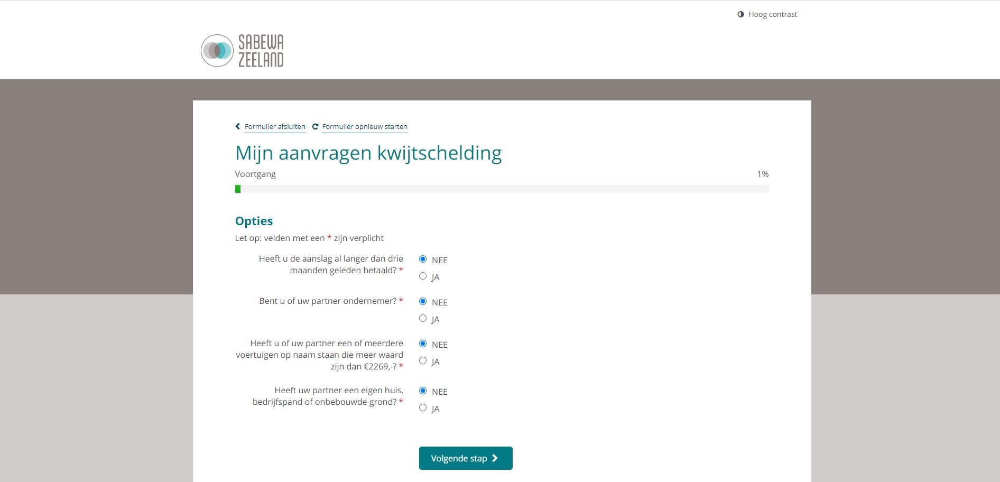 Hoog contrast
SABEWA
ZEELAND
Formulier afsluiten Formulier opnieuw starten
Mijn aanvragen kwijtschelding
Voortgang 1%
Opties
Let op: velden met een * zijn verplicht
Heeft u de aanslag al langer dan drie
maanden geleden betaald? *
NEE
JA
Bent u of uw partner ondernemer? *
NEE
JA
Heeft u of uw partner een of meerdere
voertuigen op naam staan die meer waard
zijn dan €2269,-? *
NEE
JA
Heeft uw partner een eigen huis,
bedrijfspand of onbebouwde grond? *
NEE
JA
Volgende stap